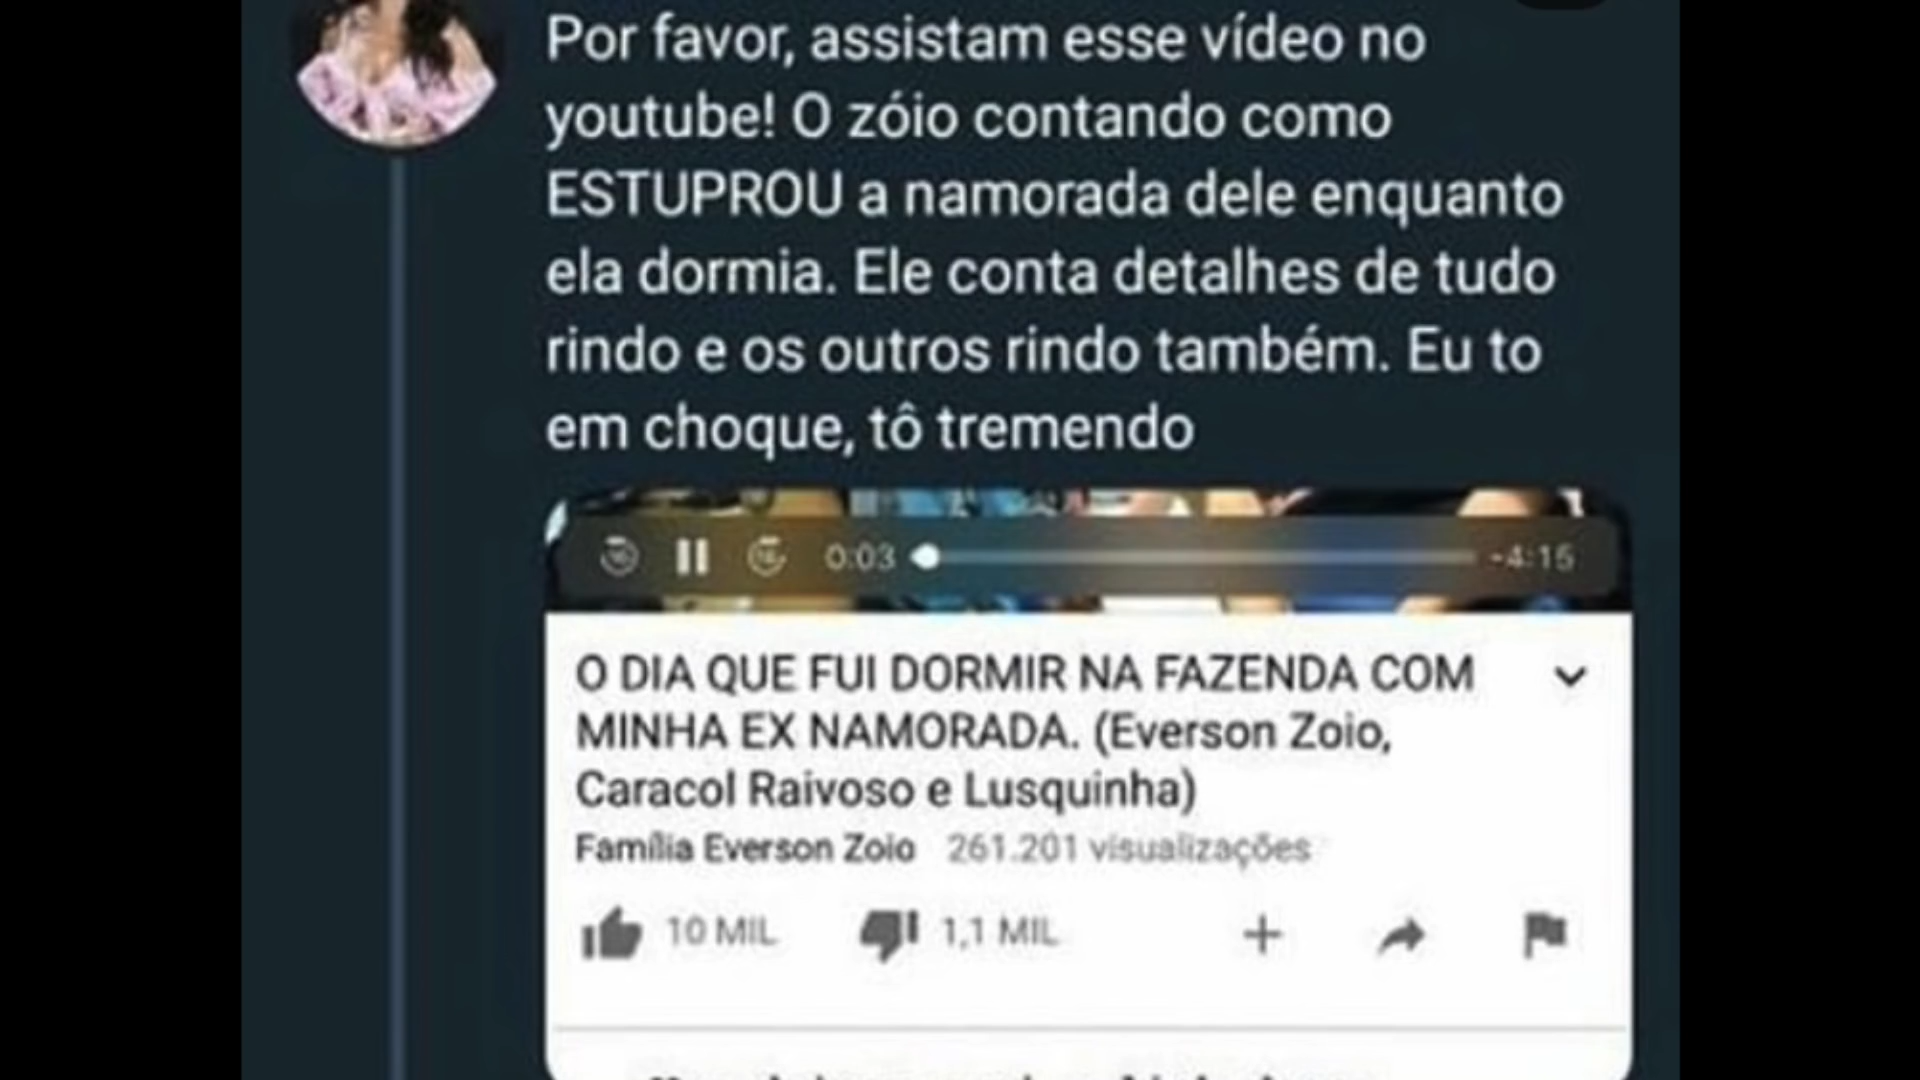 Por favor, assistam esse vídeo no
youtube! O zóio contando como
ESTUPROU a namorada dele enquanto
ela dormia. Ele conta detalhes de tudo
rindo e os outros rindo também. Eu to
em choque, tô tremendo
0:03 -4:15
O DIA QUE FUI DORMIR NA FAZENDA COM
MINHA EX NAMORADA. (Everson Zoio,
Caracol Raivoso e Lusquinha)
Família Everson Zoio 261.201 visualizações
10 MIL 1,1 MIL